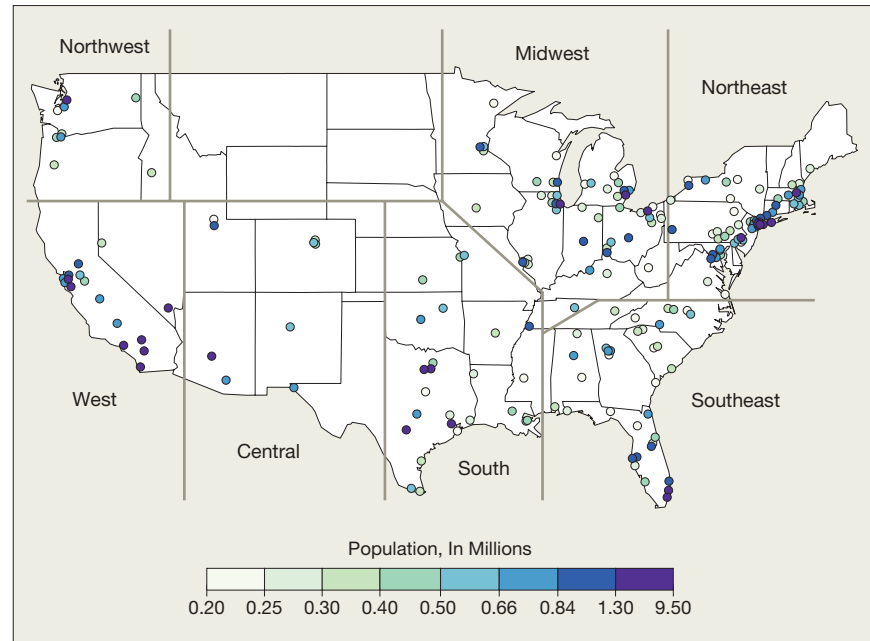 Northwest
Midwest
Northeast
West
Central
South
Southeast
Population, In Millions
0.20 0.25 0.30 0.40 0.50 0.66 0.84 1.30 9.50